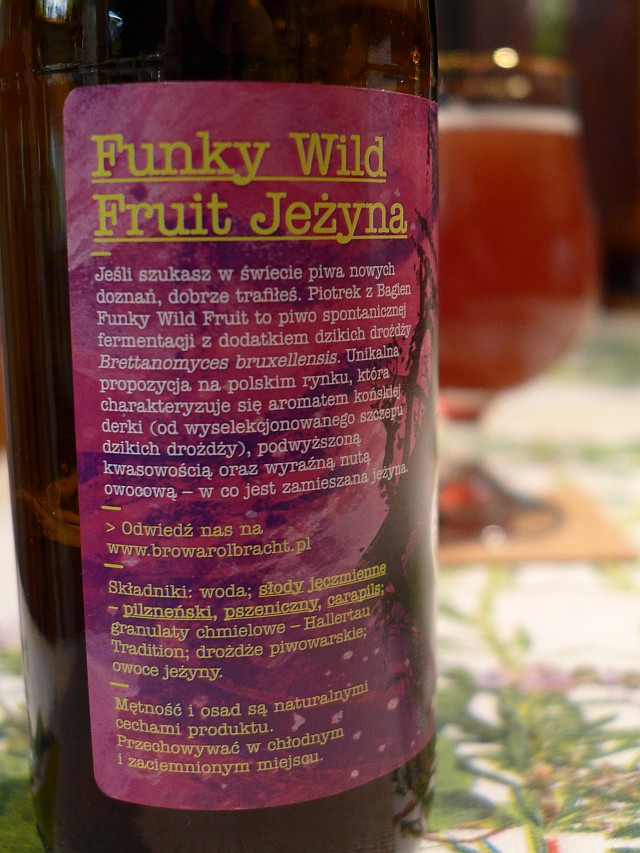 Funky Wild
Fruit Jeżyna
Jeśli szukasz w świecie piwa nowych
doznań, dobrze trafiłeś. Piotrek z Bagien
Funky Wild Fruit to piwo spontanicznej
fermentacji z dodatkiem dzikich drożdży
Brettanomyces bruxellensis. Unikalna
propozycja na polskim rynku, która
charakteryzuje się aromatem końskiej
derki (od wyselekcjonowanego szczepu
dzikich drożdży), podwyższoną
kwasowością oraz wyraźną nutą
owocową – w co jest zamieszana jeżyna.
> Odwiedź nas na
www.browarolbracht.pl
Składniki: woda; słody jęczmienne
– pilzneński, pszeniczny, carapils;
granulaty chmielowe – Hallertau
Tradition; drożdże piwowarskie;
owoce jeżyny.
Mętność i osad są naturalnymi
cechami produktu.
Przechowywać w chłodnym
i zaciemnionym miejscu.